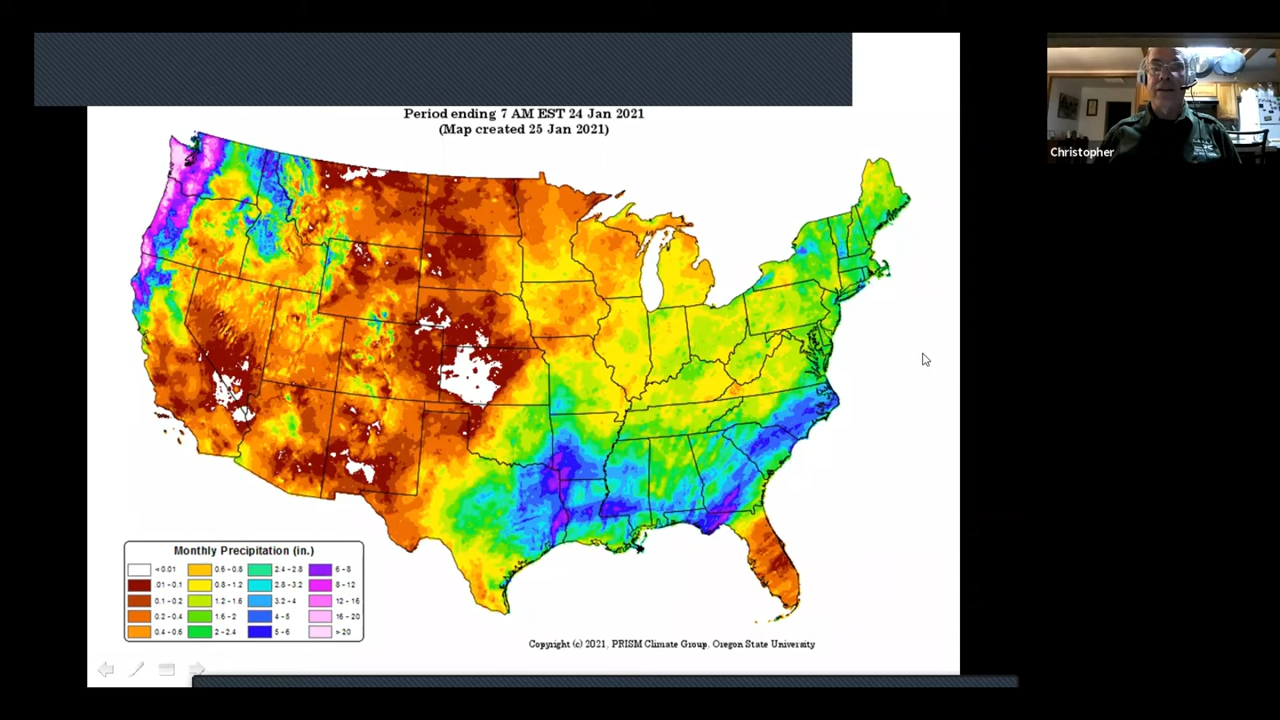 Period ending 7 AM EST 24 Jan 2021
(Map created 25 Jan 2021)
Christopher
Monthly Precipitation (in.)
< 0.01
0.6 - 0.8
2.4 - 2.8
6 - 8
.01 - 0.1
0.8 - 1.2
2.8 - 3.2
8 - 12
0.1 - 0.2
1.2 - 1.6
3.2 - 4
12 - 16
0.2 - 0.4
1.6 - 2
4 - 5
16 - 20
0.4 - 0.6
2 - 2.4
5 - 6
> 20
Copyright (c) 2021, PRISM Climate Group, Oregon State University